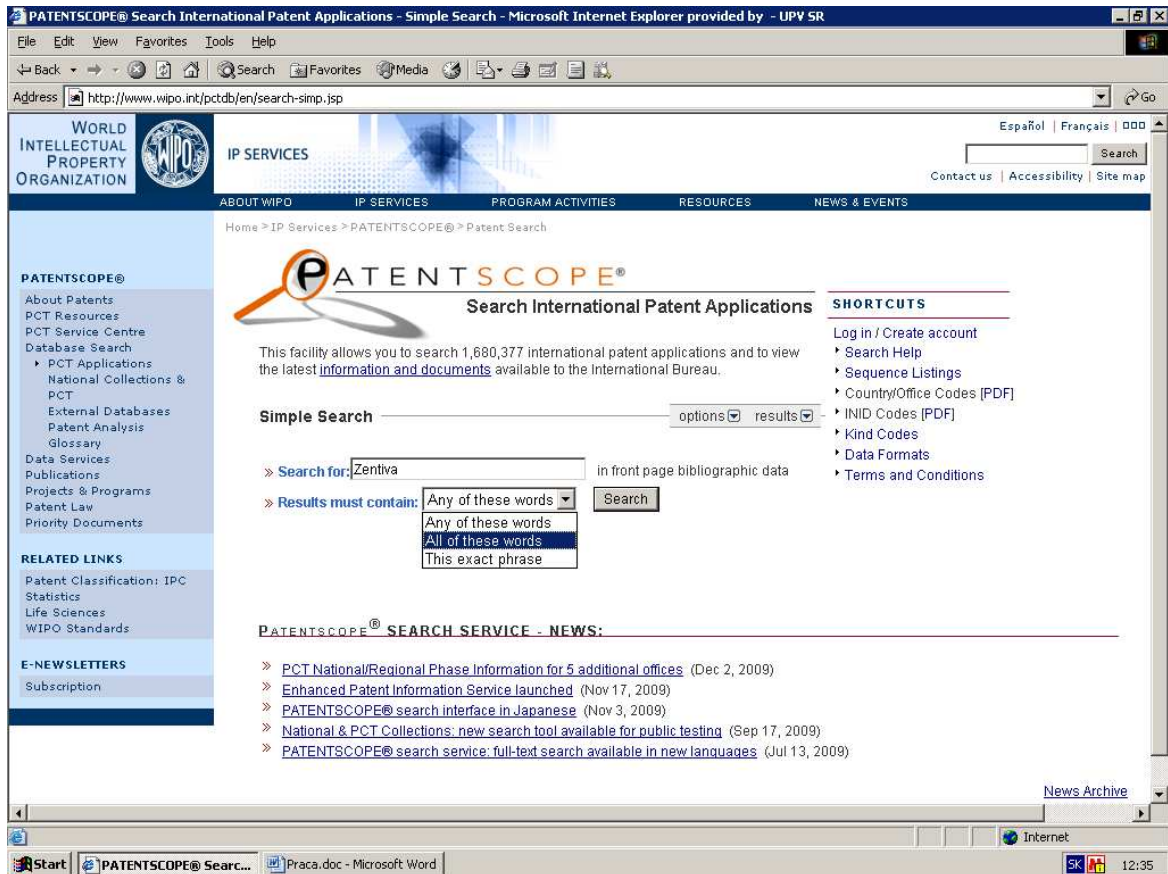 PATENTSCOPE® Search International Patent Applications - Simple Search - Microsoft Internet Explorer provided by - UPV SR
File Edit View Favorites Tools Help
Back Search Favorites Media
Address http://www.wipo.int/pctdb/en/search-simp.jsp Go
WORLD
INTELLECTUAL
PROPERTY
ORGANIZATION
WIPO
IP SERVICES
Español | Français |
Search
Contact us | Accessibility | Site map
ABOUT WIPO IP SERVICES PROGRAM ACTIVITIES RESOURCES NEWS & EVENTS
Home > IP Services > PATENTSCOPE® > Patent Search
PATENTSCOPE®
About Patents
PCT Resources
PCT Service Centre
Database Search
PCT Applications
National Collections &
PCT
External Databases
Patent Analysis
Glossary
Data Services
Publications
Projects & Programs
Patent Law
Priority Documents
RELATED LINKS
Patent Classification: IPC
Statistics
Life Sciences
WIPO Standards
E-NEWSLETTERS
Subscription
PATENTSCOPE®
Search International Patent Applications
This facility allows you to search 1,680,377 international patent applications and to view
the latest information and documents available to the International Bureau.
Simple Search options results
» Search for: Zentiva in front page bibliographic data
» Results must contain: Any of these words Search
Any of these words
All of these words
This exact phrase
SHORTCUTS
Log in / Create account
Search Help
Sequence Listings
Country/Office Codes [PDF]
INID Codes [PDF]
Kind Codes
Data Formats
Terms and Conditions
PATENTSCOPE® SEARCH SERVICE - NEWS:
» PCT National/Regional Phase Information for 5 additional offices (Dec 2, 2009)
» Enhanced Patent Information Service launched (Nov 17, 2009)
» PATENTSCOPE® search interface in Japanese (Nov 3, 2009)
» National & PCT Collections: new search tool available for public testing (Sep 17, 2009)
» PATENTSCOPE® search service: full-text search available in new languages (Jul 13, 2009)
News Archive
Internet
Start PATENTSCOPE® Searc... Praca.doc - Microsoft Word SK 12:35